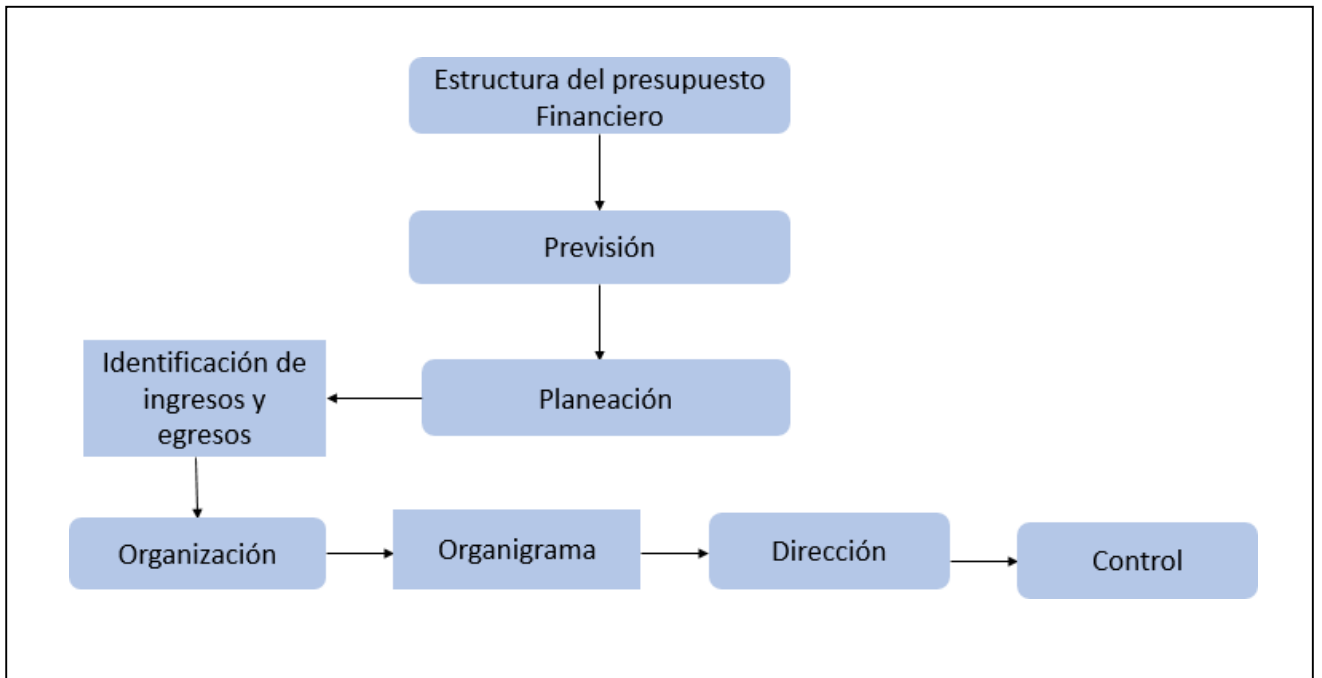 Estructura del presupuesto
Financiero
Previsión
Planeación
Identificación de
ingresos y
egresos
Organización
Organigrama
Dirección
Control